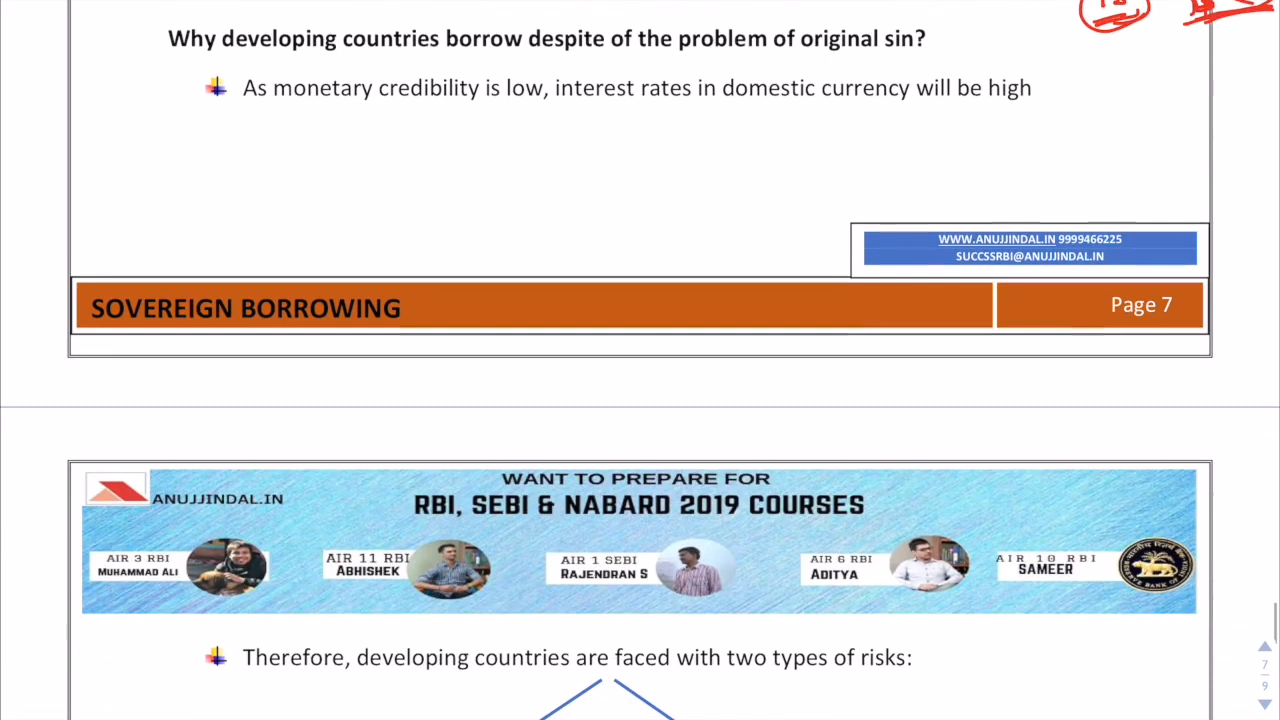 Why developing countries borrow despite of the problem of original sin?
As monetary credibility is low, interest rates in domestic currency will be high
WWW.ANUJJINDAL.IN 9999466225
SUCCSSRBI@ANUJJINDAL.IN
SOVEREIGN BORROWING
Page 7
WANT TO PREPARE FOR
ANUJJINDAL.IN
RBI, SEBI & NABARD 2019 COURSES
AIR 3 RBI
MUHAMMAD ALI
AIR 11 RBI
ABHISHEK
AIR 1 SEBI
RAJENDRAN S
AIR 6 RBI
ADITYA
AIR 10 RBI
SAMEER
Therefore, developing countries are faced with two types of risks:
7
9